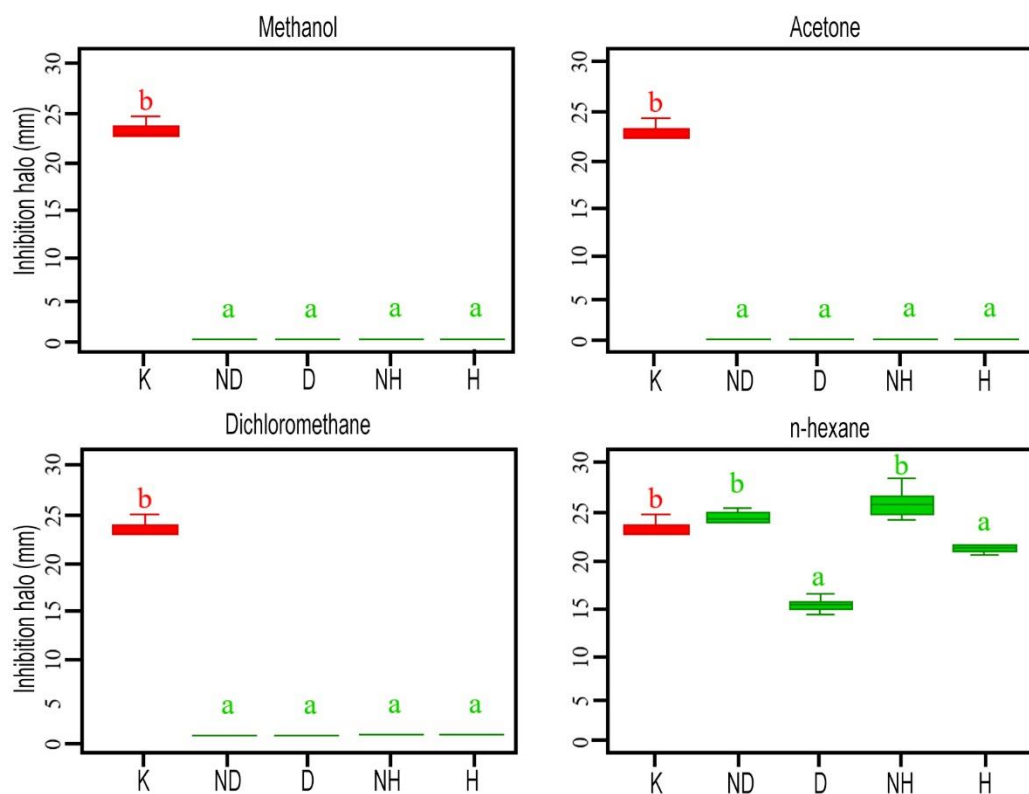 Methanol
Inhibition halo (mm)
30
25
20
15
10
5
0
b
a a a a
K ND D NH H
Acetone
30
25
20
15
10
5
0
b
a a a a
K ND D NH H
Dichloromethane
Inhibition halo (mm)
30
25
20
15
10
5
0
b
a a a a
K ND D NH H
n-hexane
30
25
20
15
10
5
0
b b a b a
K ND D NH H